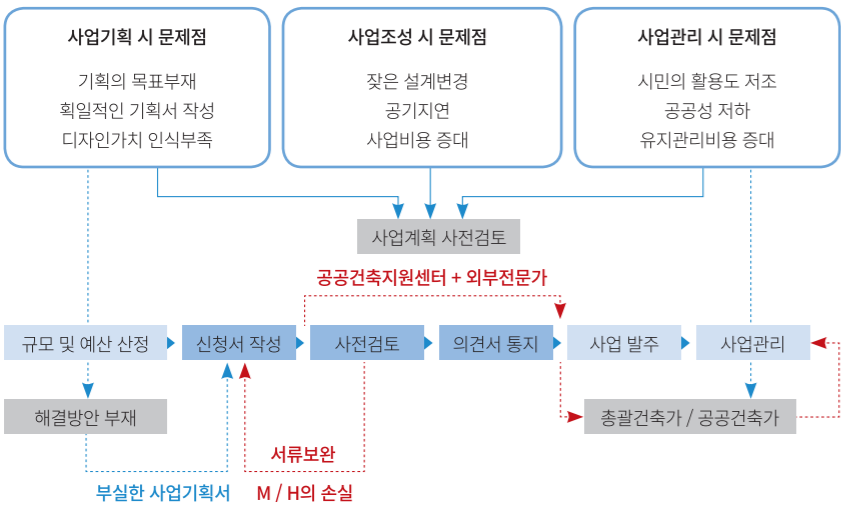 사업기획 시 문제점
기획의 목표부재
획일적인 기획서 작성
디자인가치 인식부족
사업조성 시 문제점
잦은 설계변경
공기지연
사업비용 증대
사업관리 시 문제점
시민의 활용도 저조
공공성 저하
유지관리비용 증대
사업계획 사전검토
공공건축지원센터 + 외부전문가
규모 및 예산 산정
신청서 작성
사전검토
의견서 통지
사업 발주
사업관리
해결방안 부재
총괄건축가 / 공공건축가
서류보완
부실한 사업기획서
M / H의 손실